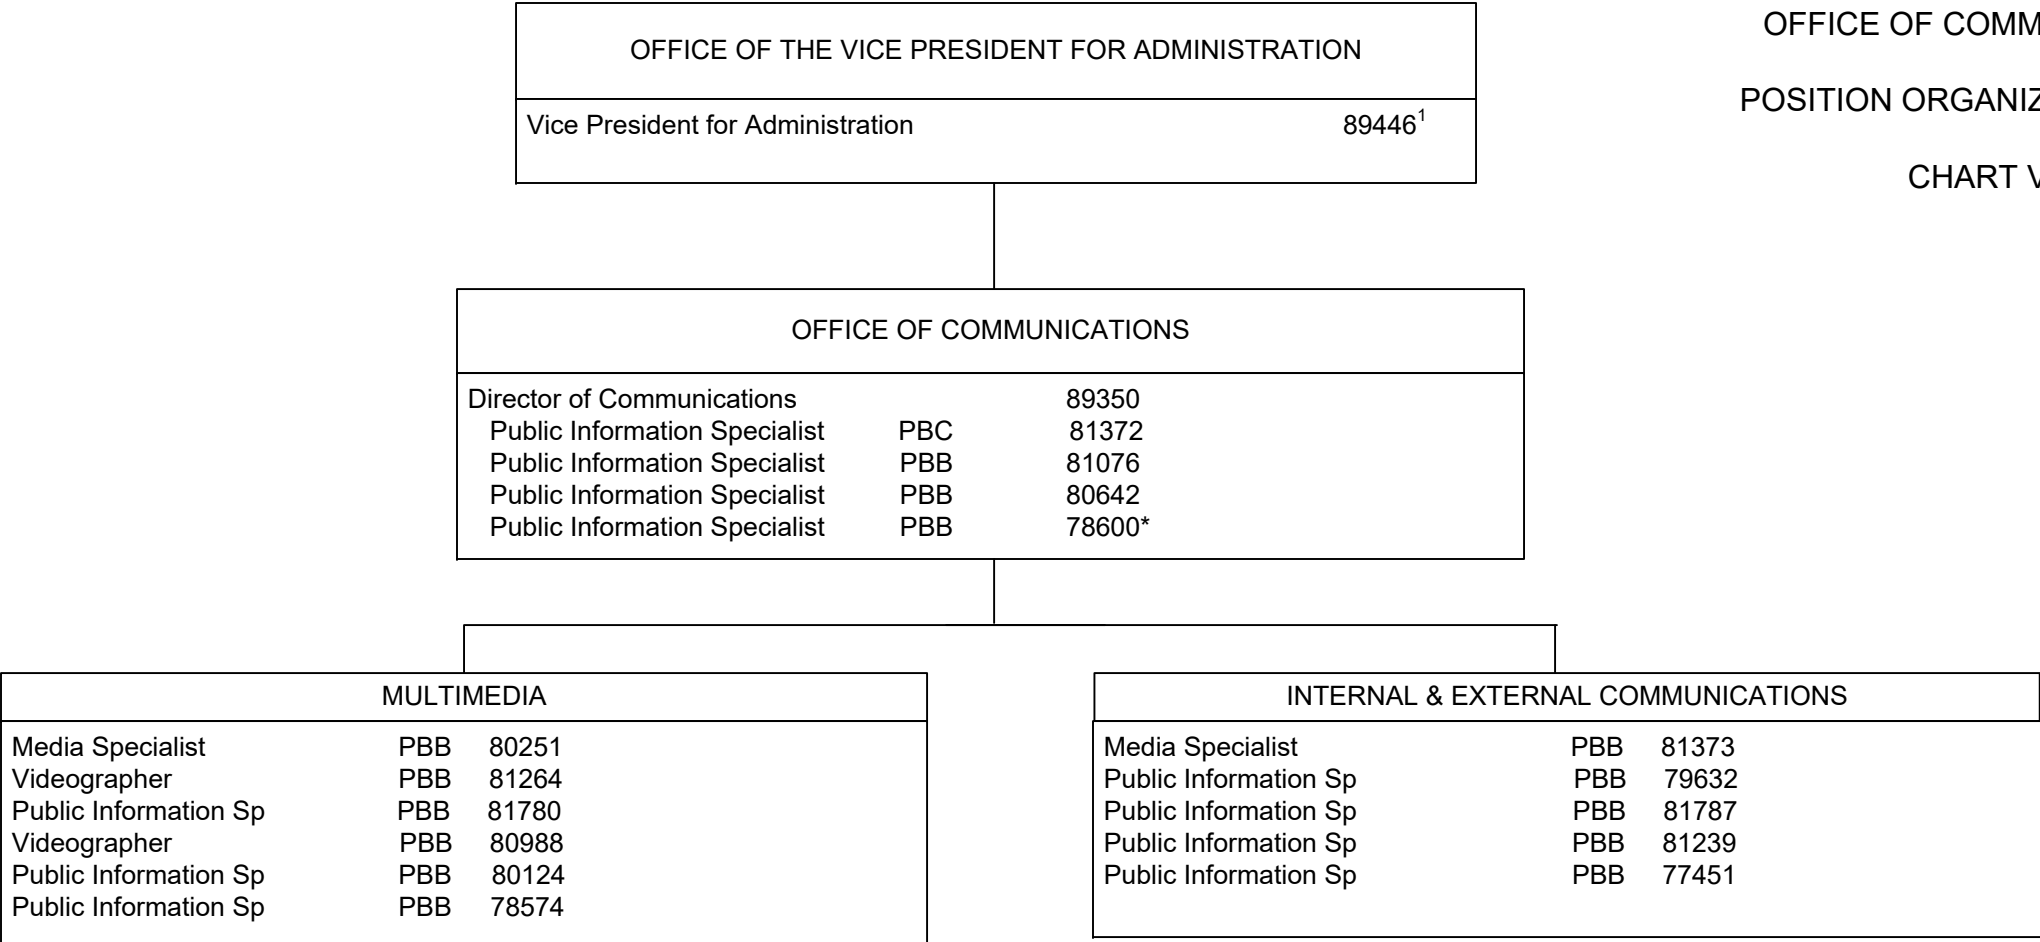 OFFICE OF THE VICE PRESIDENT FOR ADMINISTRATION
Vice President for Administration 89446¹
OFFICE OF COMM
POSITION ORGANIZ
CHART V
OFFICE OF COMMUNICATIONS
Director of Communications 89350
Public Information Specialist PBC 81372
Public Information Specialist PBB 81076
Public Information Specialist PBB 80642
Public Information Specialist PBB 78600*
MULTIMEDIA
Media Specialist PBB 80251
Videographer PBB 81264
Public Information Sp PBB 81780
Videographer PBB 80988
Public Information Sp PBB 80124
Public Information Sp PBB 78574
INTERNAL & EXTERNAL COMMUNICATIONS
Media Specialist PBB 81373
Public Information Sp PBB 79632
Public Information Sp PBB 81787
Public Information Sp PBB 81239
Public Information Sp PBB 77451